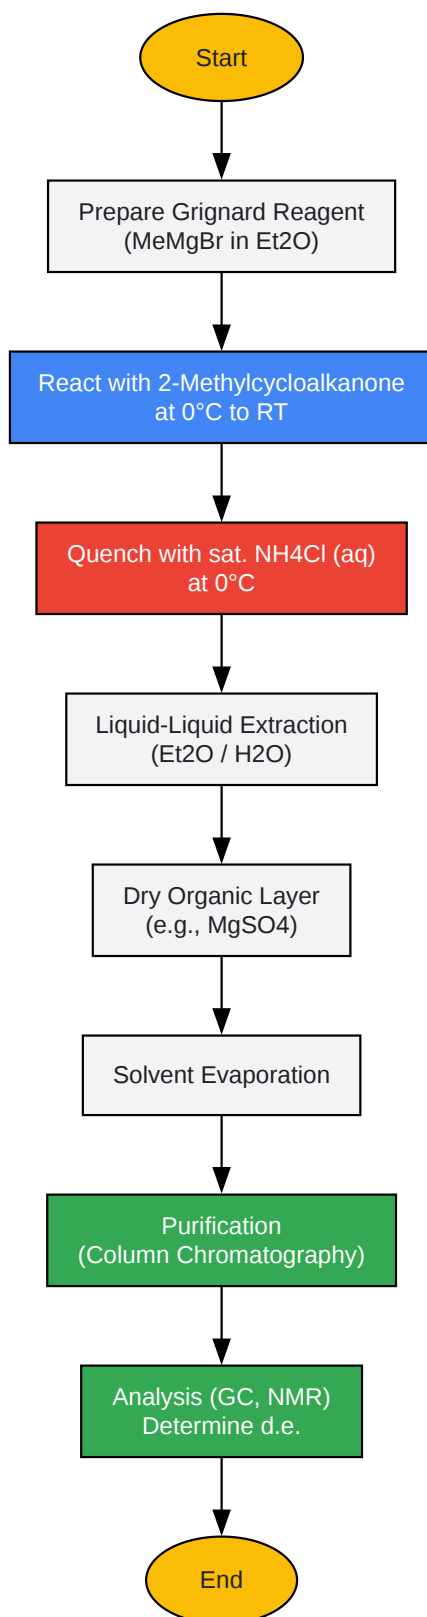 Start
Prepare Grignard Reagent
(MeMgBr in Et2O)
React with 2-Methylcycloalkanone
at 0°C to RT
Quench with sat. NH4Cl (aq)
at 0°C
Liquid-Liquid Extraction
(Et2O / H2O)
Dry Organic Layer
(e.g., MgSO4)
Solvent Evaporation
Purification
(Column Chromatography)
Analysis (GC, NMR)
Determine d.e.
End